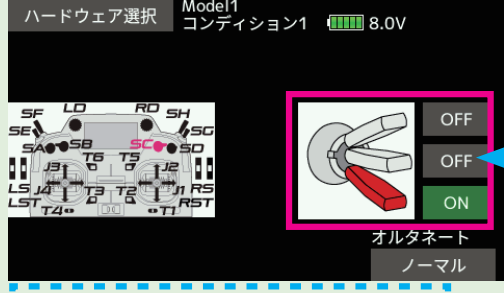 ハードウェア選択
Model1
コンディション1 8.0V
SF LD RD SH
SE SG
SA SB SC SD
T6 T5
J3 J2
LS J4 T3 T2 J1 RS
LST RST
T4 T1
OFF
OFF
ON
オルタネート
ノーマル